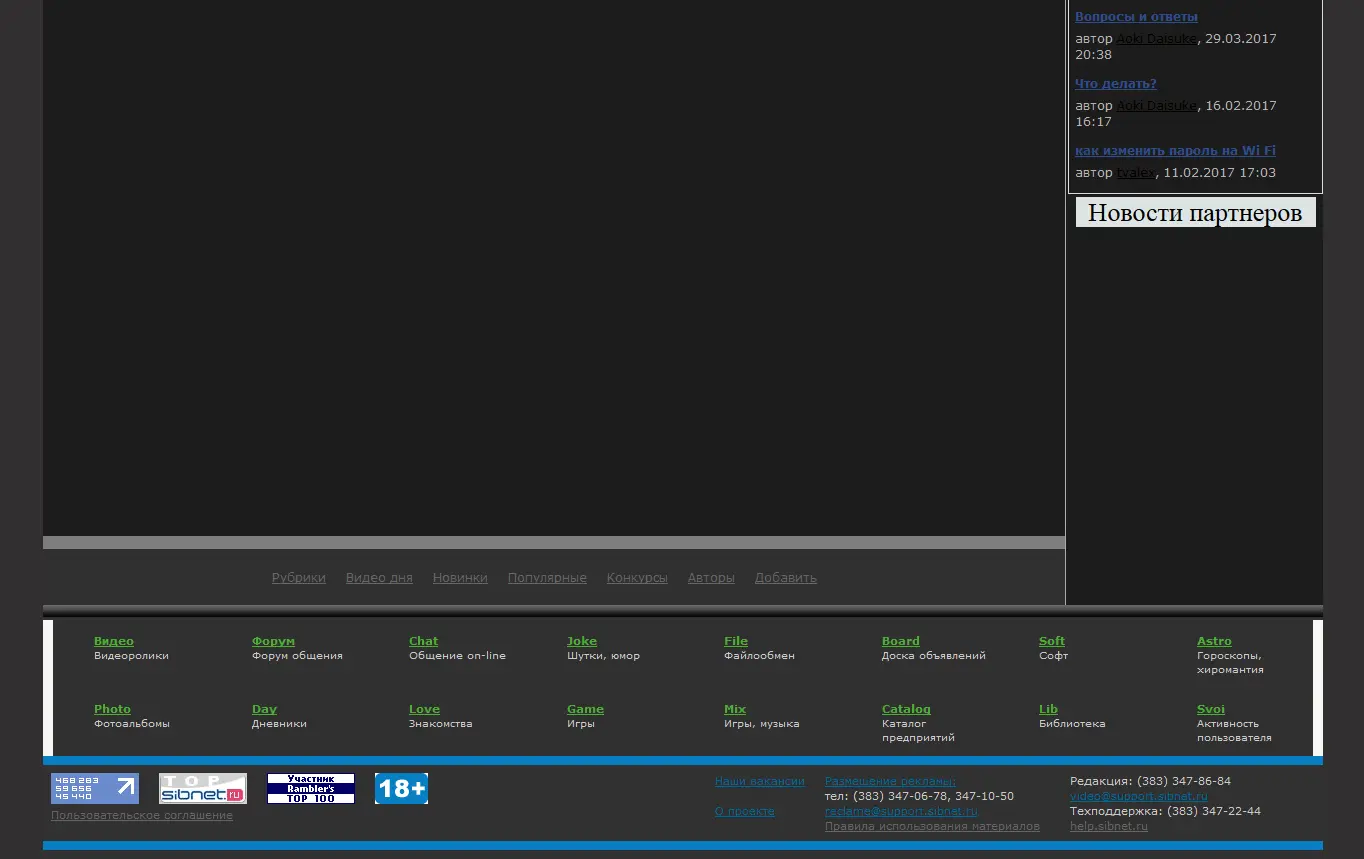 Вопросы и ответы
автор Aoki Daisuke, 29.03.2017
20:38
Что делать?
автор Aoki Daisuke, 16.02.2017
16:17
как изменить пароль на Wi Fi
автор tvalex, 11.02.2017 17:03
Новости партнеров
Рубрики Видео дня Новинки Популярные Конкурсы Авторы Добавить
Видео Форум Chat Joke File Board Soft Astro
Видеоролики Форум общения Общение on-line Шутки, юмор Файлообмен Доска объявлений Софт Гороскопы,
хиромантия
Photo Day Love Game Mix Catalog Lib Svoi
Фотоальбомы Дневники Знакомства Игры Игры, музыка Каталог Библиотека Активность
предприятий пользователя
468 283
59 656
45 440
TOP
sibnet.ru
Участник
Rambler's
TOP 100
18+
Пользовательское соглашение
Наши вакансии
О проекте
Размещение рекламы:
тел: (383) 347-06-78, 347-10-50
reclame@support.sibnet.ru
Правила использования материалов
Редакция: (383) 347-86-84
video@support.sibnet.ru
Техподдержка: (383) 347-22-44
help.sibnet.ru